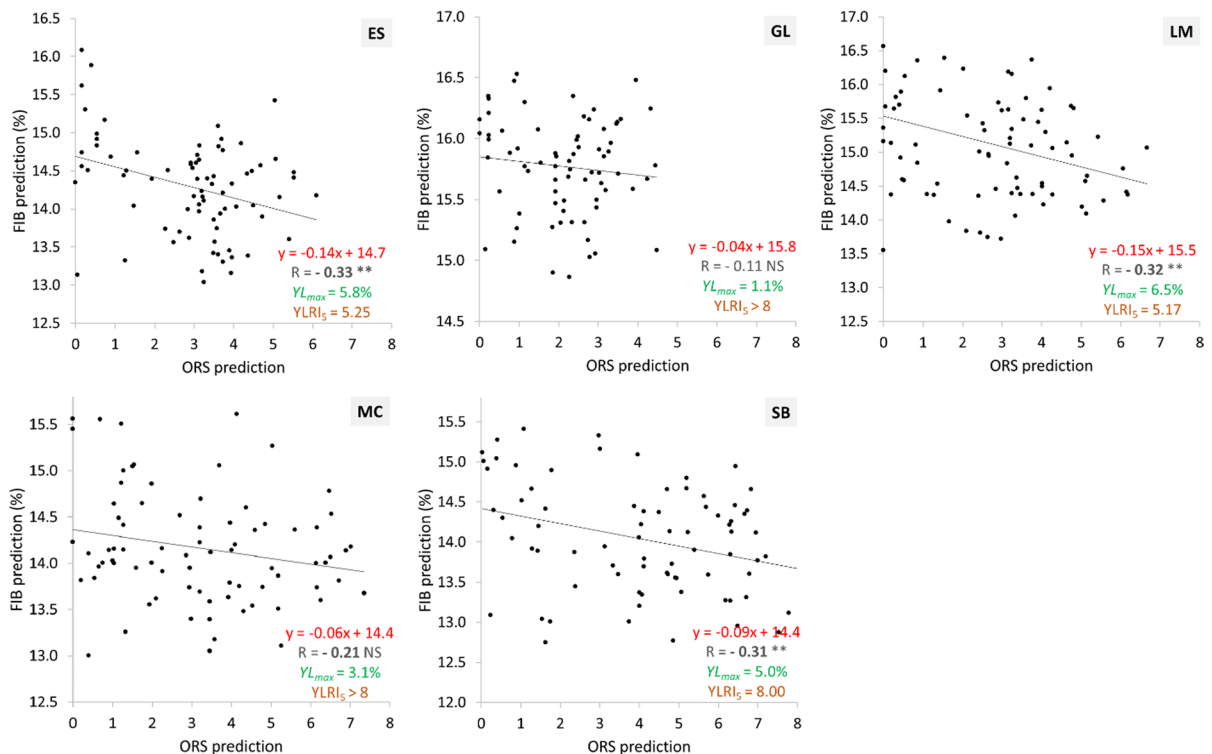 ES
16.5
16.0
15.5
15.0
14.5
14.0
13.5
13.0
12.5
FIB prediction (%)
0 1 2 3 4 5 6 7 8
ORS prediction
y = -0.14x + 14.7
R = - 0.33 **
YLmax = 5.8%
YLRI5 = 5.25
GL
17.0
16.5
16.0
15.5
15.0
14.5
FIB prediction (%)
0 1 2 3 4 5 6 7 8
ORS prediction
y = -0.04x + 15.8
R = - 0.11 NS
YLmax = 1.1%
YLRI5 > 8
LM
17.0
16.5
16.0
15.5
15.0
14.5
14.0
13.5
13.0
12.5
FIB prediction (%)
0 1 2 3 4 5 6 7 8
ORS prediction
y = -0.15x + 15.5
R = - 0.32 **
YLmax = 6.5%
YLRI5 = 5.17
MC
15.5
15.0
14.5
14.0
13.5
13.0
12.5
FIB prediction (%)
0 1 2 3 4 5 6 7 8
ORS prediction
y = -0.06x + 14.4
R = - 0.21 NS
YLmax = 3.1%
YLRI5 > 8
SB
15.5
15.0
14.5
14.0
13.5
13.0
12.5
12.0
FIB prediction (%)
0 1 2 3 4 5 6 7 8
ORS prediction
y = -0.09x + 14.4
R = - 0.31 **
YLmax = 5.0%
YLRI5 = 8.00